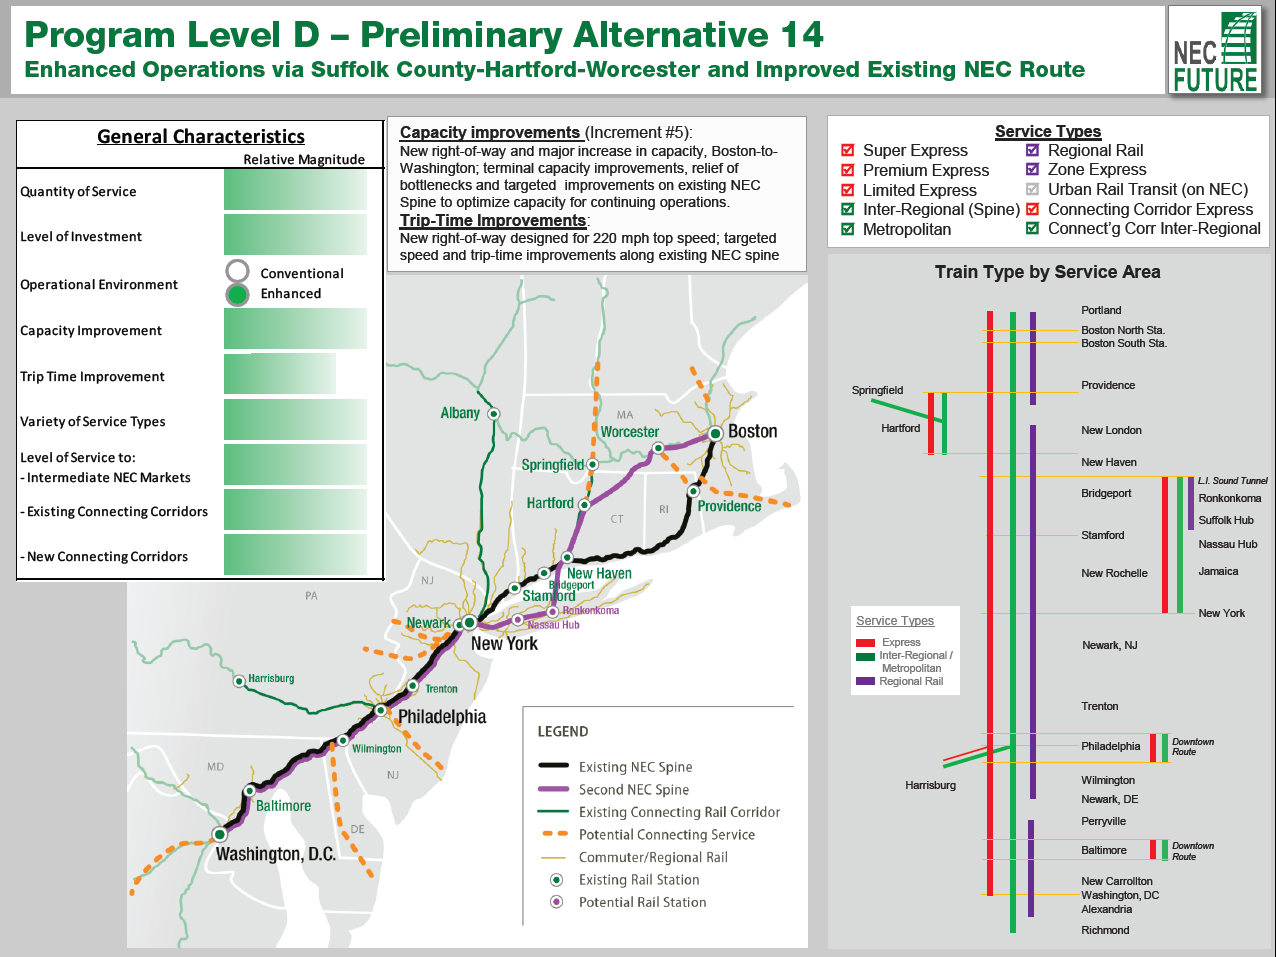 Program Level D – Preliminary Alternative 14
Enhanced Operations via Suffolk County-Hartford-Worcester and Improved Existing NEC Route
NEC
FUTURE
General Characteristics
Relative Magnitude
Quantity of Service
Level of Investment
Operational Environment
Conventional
Enhanced
Capacity Improvement
Trip Time Improvement
Variety of Service Types
Level of Service to:
- Intermediate NEC Markets
- Existing Connecting Corridors
- New Connecting Corridors
Capacity improvements (Increment #5):
New right-of-way and major increase in capacity, Boston-to-
Washington; terminal capacity improvements, relief of
bottlenecks and targeted improvements on existing NEC
Spine to optimize capacity for continuing operations.
Trip-Time Improvements:
New right-of-way designed for 220 mph top speed; targeted
speed and trip-time improvements along existing NEC spine
Service Types
Super Express
Premium Express
Limited Express
Inter-Regional (Spine)
Metropolitan
Regional Rail
Zone Express
Urban Rail Transit (on NEC)
Connecting Corridor Express
Connect'g Corr Inter-Regional
Albany
MA
Worcester
Boston
Springfield
Hartford
Providence
CT
RI
New Haven
Bridgeport
Stamford
Ronkonkoma
Nassau Hub
NJ
PA
Newark
New York
Harrisburg
Trenton
Philadelphia
Wilmington
MD
NJ
Baltimore
DE
Washington, D.C.
LEGEND
Existing NEC Spine
Second NEC Spine
Existing Connecting Rail Corridor
Potential Connecting Service
Commuter/Regional Rail
Existing Rail Station
Potential Rail Station
Train Type by Service Area
Portland
Boston North Sta.
Boston South Sta.
Providence
Springfield
Hartford
New London
New Haven
L.I. Sound Tunnel
Bridgeport
Ronkonkoma
Suffolk Hub
Stamford
Nassau Hub
New Rochelle
Jamaica
New York
Service Types
Express
Inter-Regional /
Metropolitan
Regional Rail
Newark, NJ
Trenton
Philadelphia
Downtown
Route
Harrisburg
Wilmington
Newark, DE
Perryville
Baltimore
Downtown
Route
New Carrollton
Washington, DC
Alexandria
Richmond